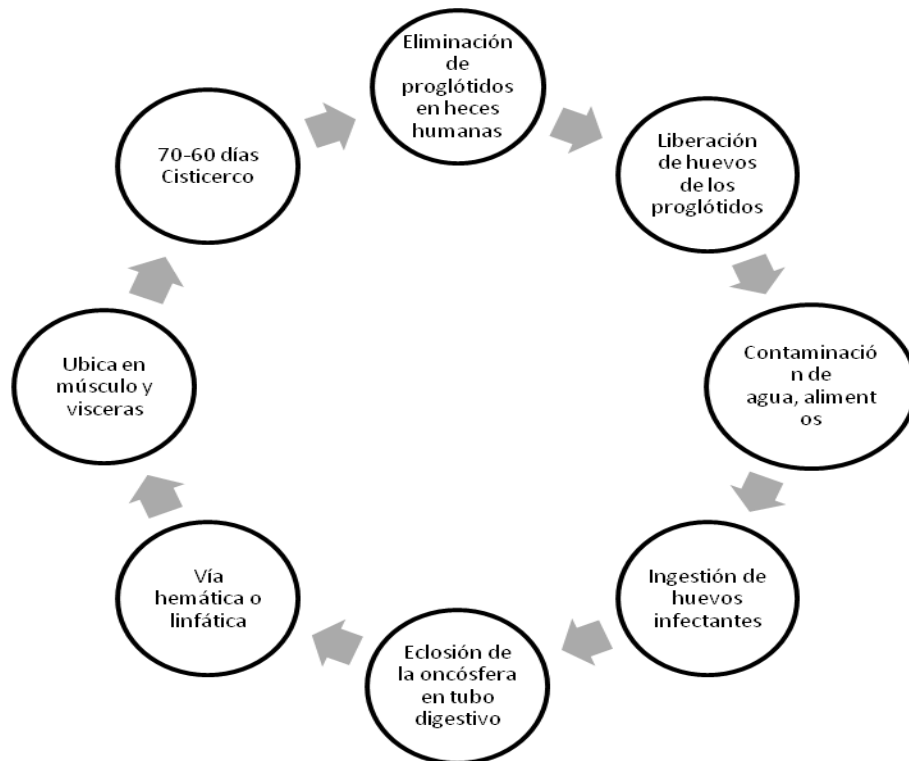 Eliminación
de
proglótidos
en heces
humanas
Liberación
de huevos
de los
proglótidos
Contaminació
n de
agua, aliment
os
Ingestión de
huevos
infectantes
Eclosión de
la oncósfera
en tubo
digestivo
Vía
hemática o
linfática
Ubica en
músculo y
visceras
70-60 días
Cisticerco